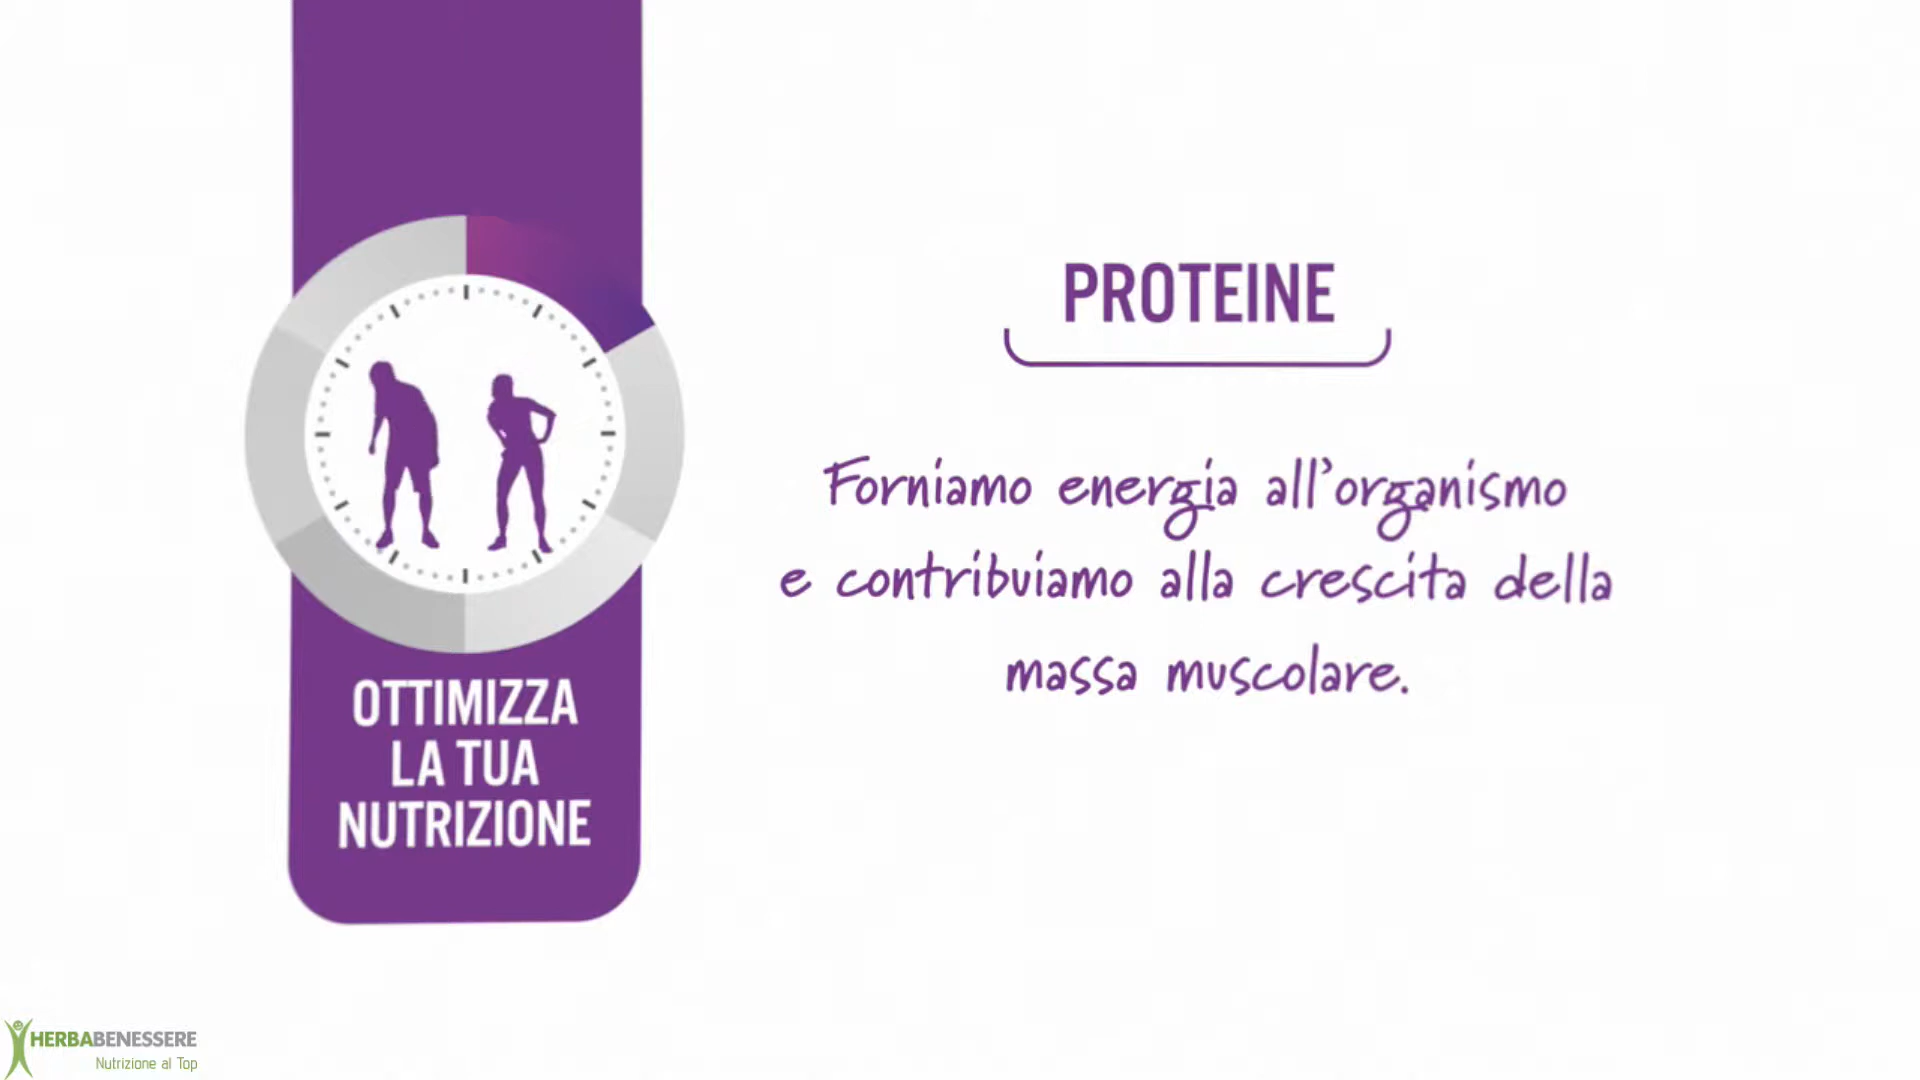 PROTEINE
Forniamo energia all'organismo
e contribuiamo alla crescita della
massa muscolare.
OTTIMIZZA
LA TUA
NUTRIZIONE
HERBABENESSERE
Nutrizione al Top